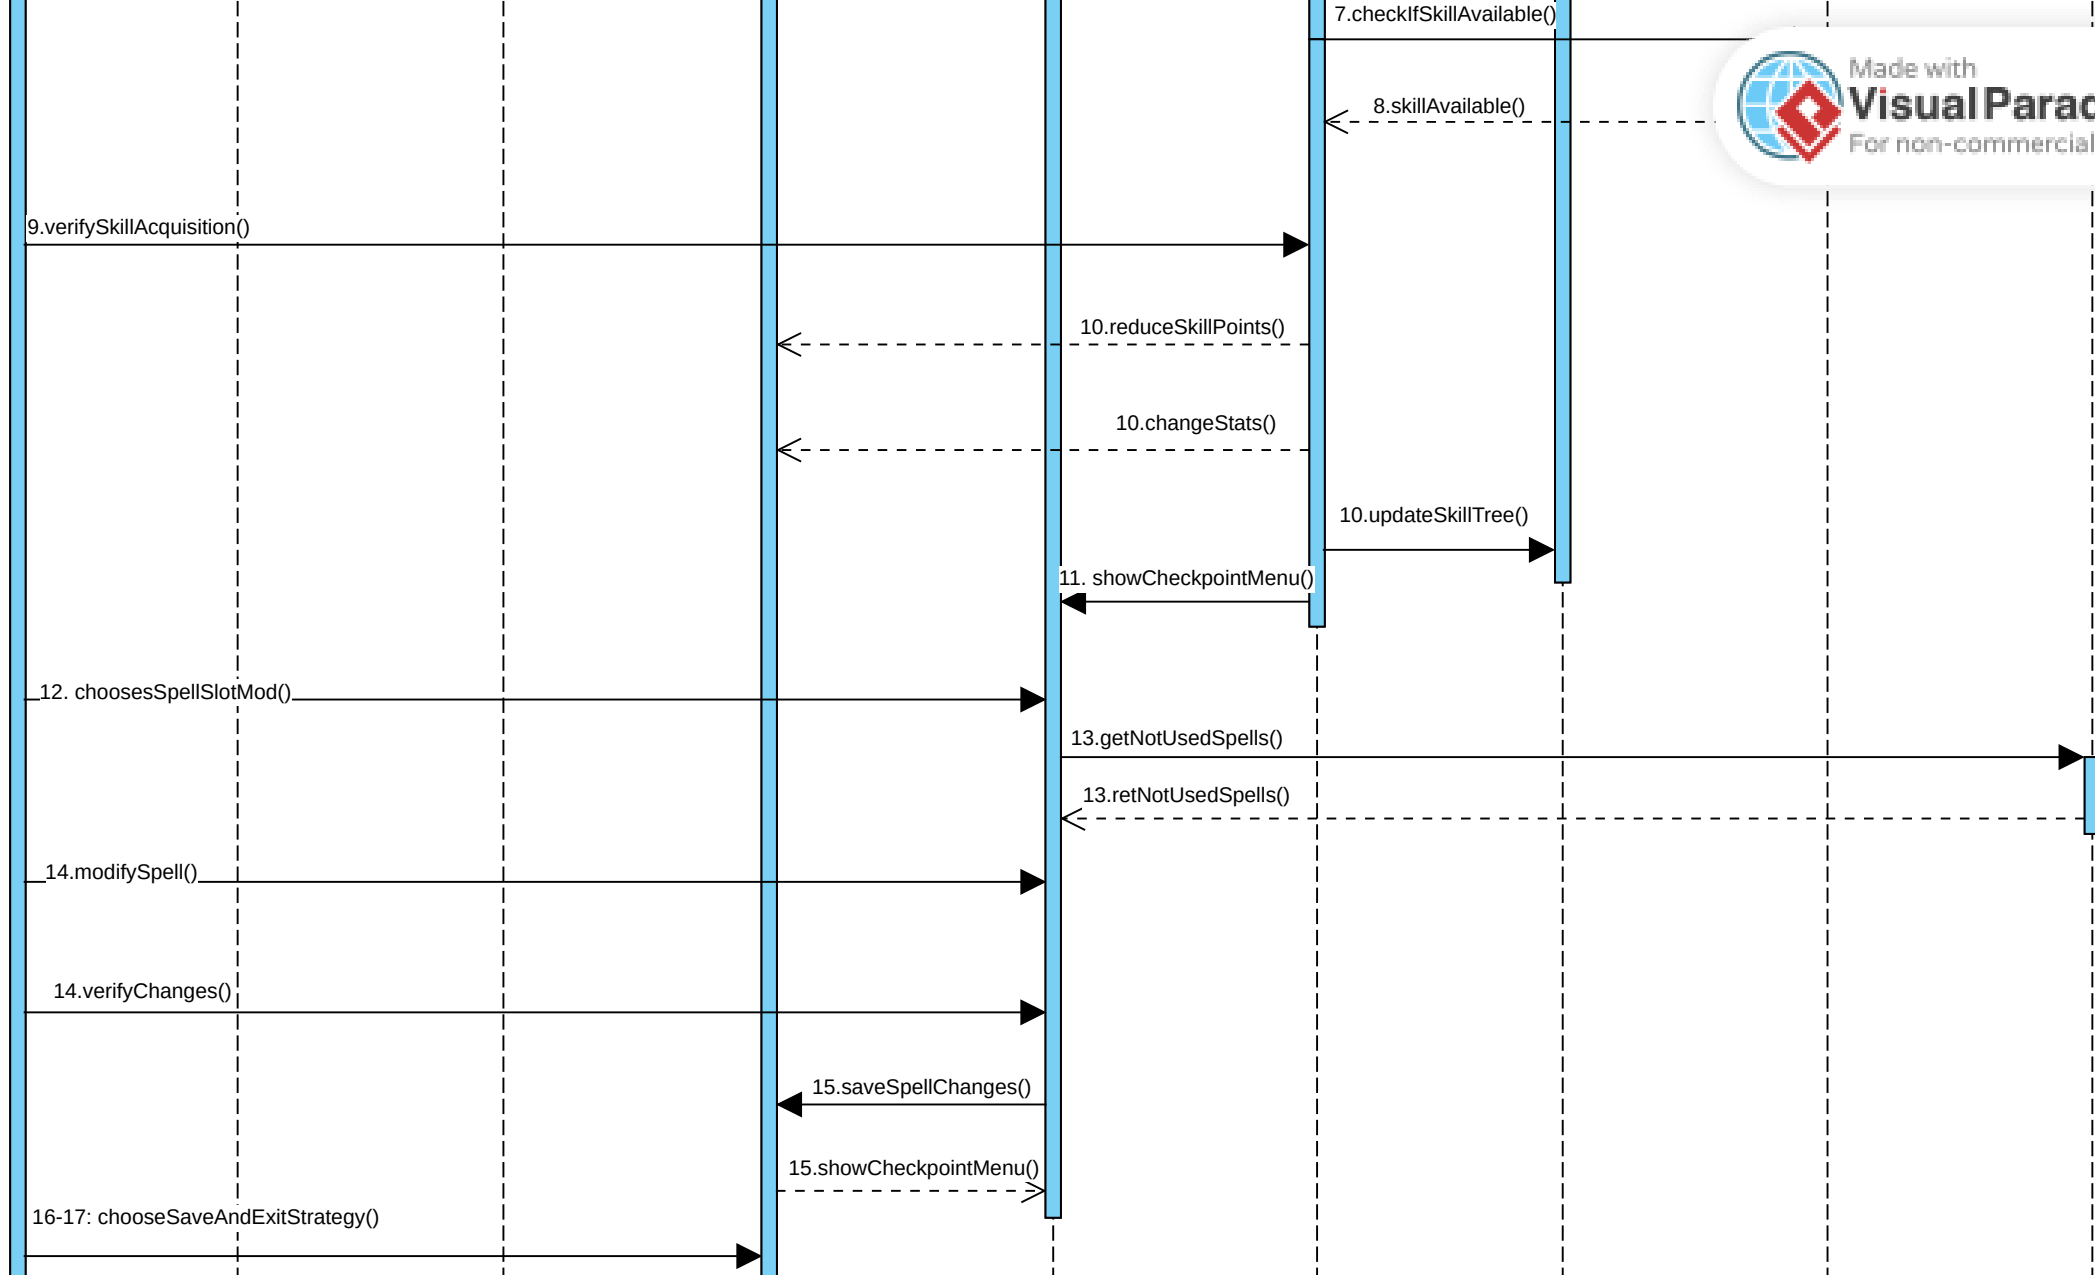 7.checkIfSkillAvailable()
Made with
Visual Parad
For non-commercial
8.skillAvailable()
9.verifySkillAcquisition()
10.reduceSkillPoints()
10.changeStats()
10.updateSkillTree()
11. showCheckpointMenu()
12. choosesSpellSlotMod()
13.getNotUsedSpells()
13.retNotUsedSpells()
14.modifySpell()
14.verifyChanges()
15.saveSpellChanges()
15.showCheckpointMenu()
16-17: chooseSaveAndExitStrategy()